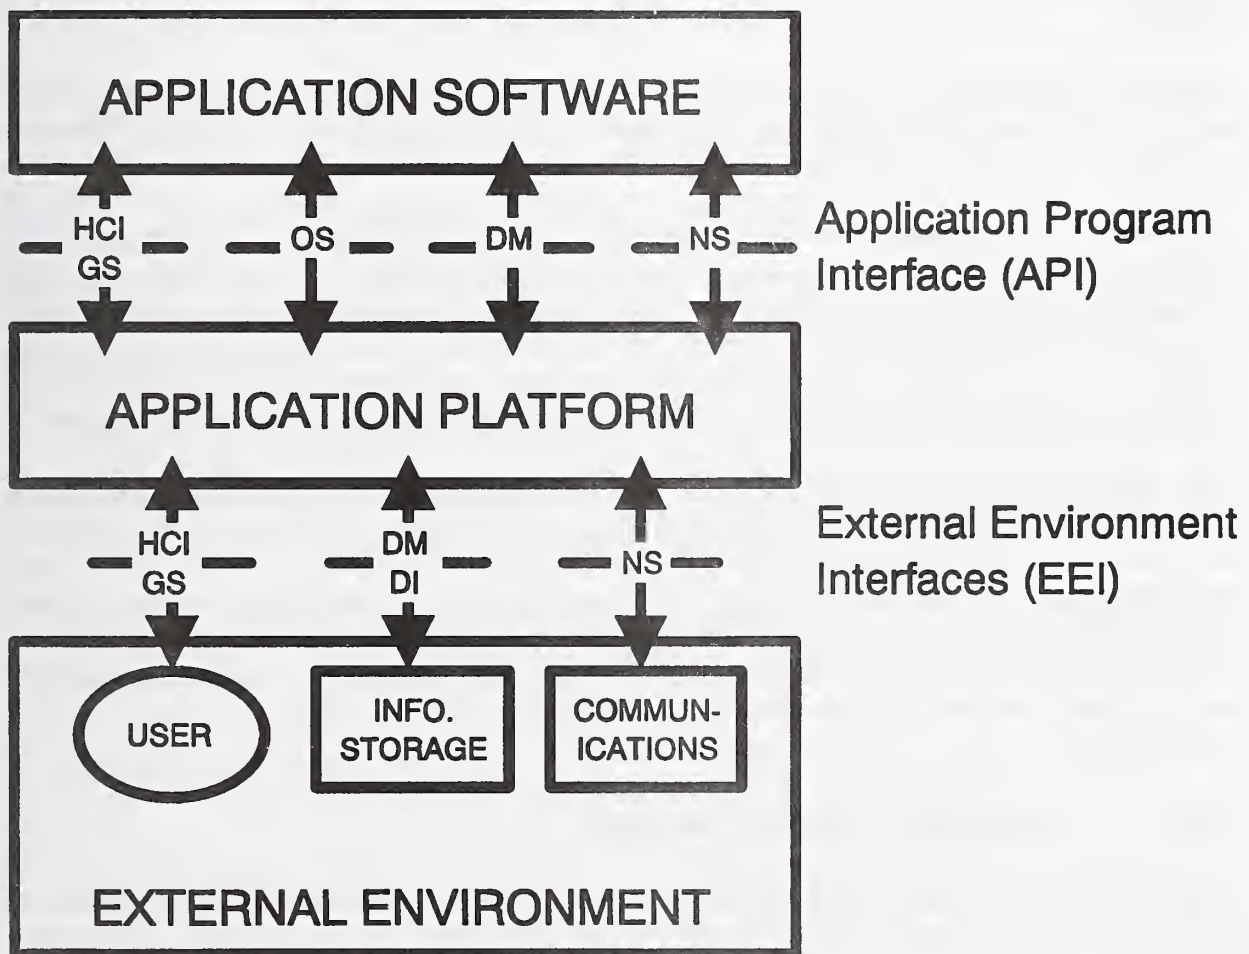 APPLICATION SOFTWARE
HCI
GS
OS
DM
NS
Application Program
Interface (API)
APPLICATION PLATFORM
HCI
GS
DM
DI
NS
External Environment
Interfaces (EEI)
USER
INFO.
STORAGE
COMMUN-
ICATIONS
EXTERNAL ENVIRONMENT